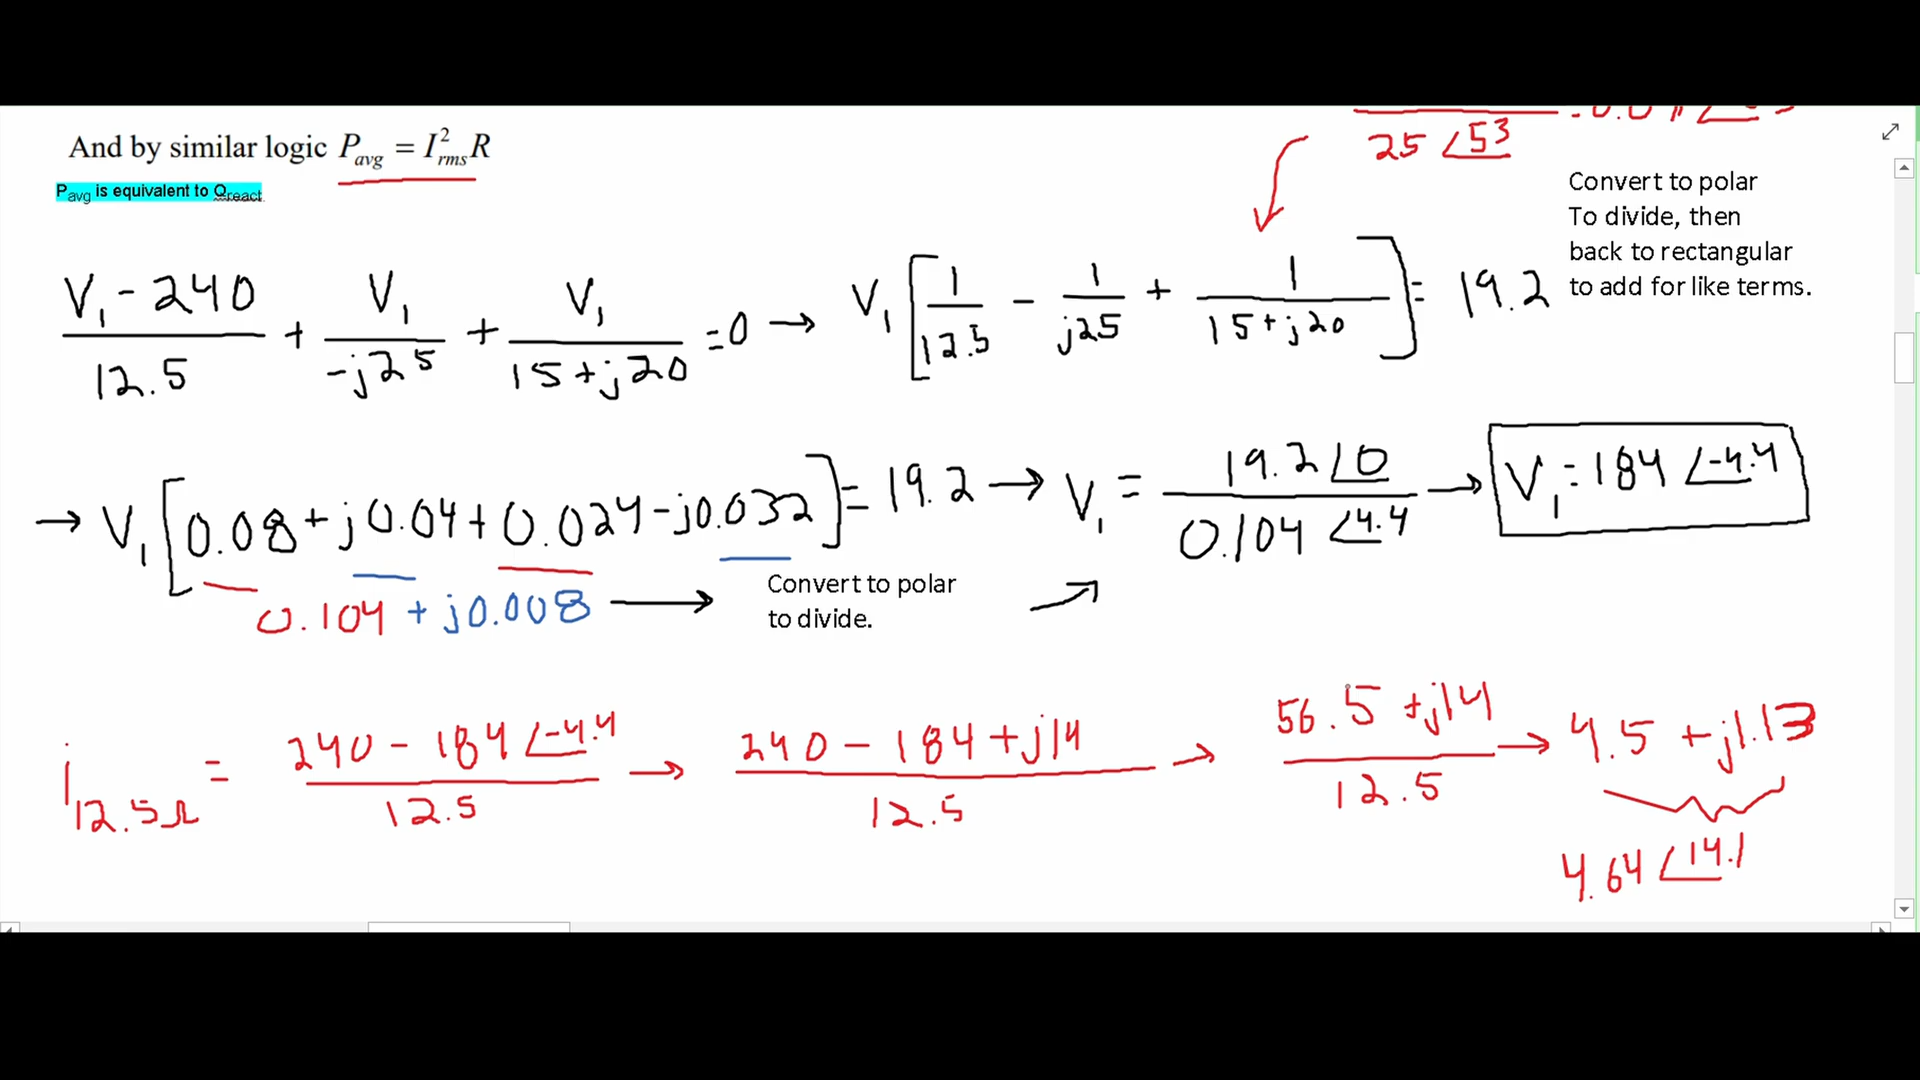 25 ∠53
And by similar logic P_avg = I²_rms R
P_avg is equivalent to Q_react
Convert to polar
To divide, then
back to rectangular
to add for like terms.
(V₁ - 240)/12.5 + V₁/(-j25) + V₁/(15+j20) = 0 → V₁ [1/12.5 - 1/j25 + 1/(15+j20)] = 19.2
→ V₁ [0.08 + j0.04 + 0.024 - j0.032] = 19.2 → V₁ = 19.2∠0 / 0.104∠4.4 → V₁ = 184 ∠-4.4
0.104 + j0.008 →
Convert to polar
to divide.
i_12.5Ω = (240 - 184 ∠-4.4)/12.5 → (240 - 184 + j14)/12.5 → (56.5 + j14)/12.5 → 4.5 + j1.13
4.64 ∠14.1